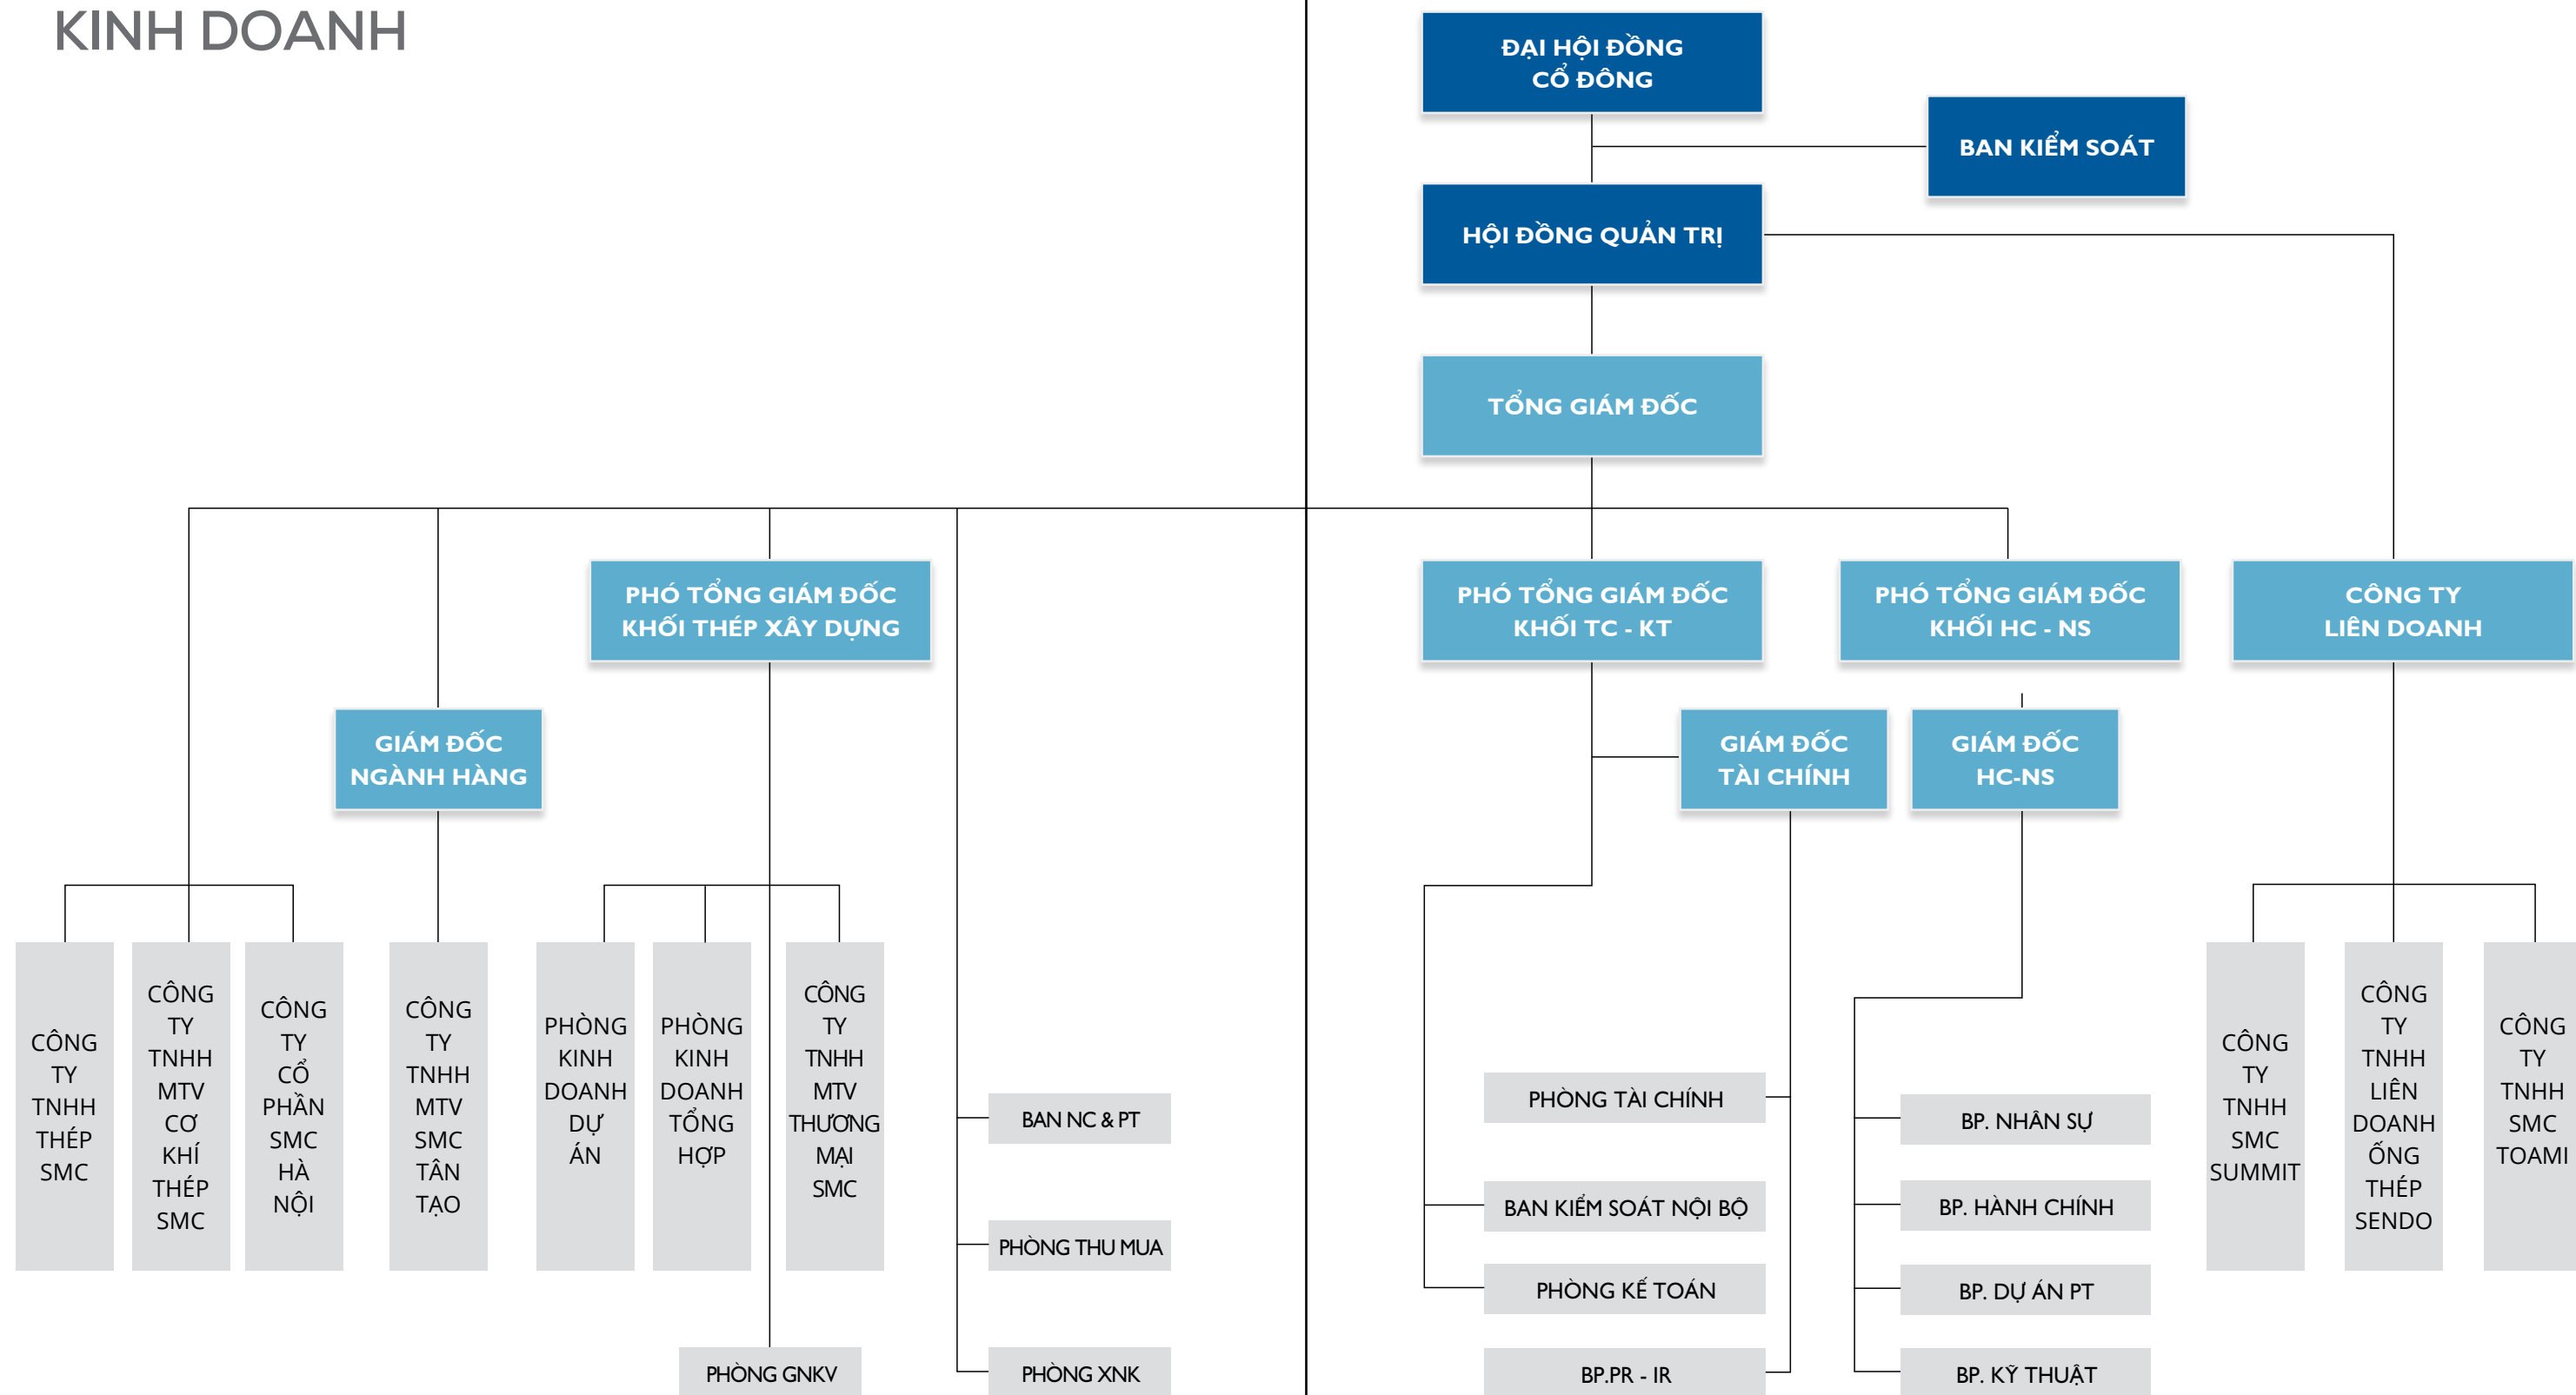 KINH DOANH
ĐẠI HỘI ĐỒNG
CỔ ĐÔNG
BAN KIỂM SOÁT
HỘI ĐỒNG QUẢN TRỊ
TỔNG GIÁM ĐỐC
PHÓ TỔNG GIÁM ĐỐC
KHỐI THÉP XÂY DỰNG
PHÓ TỔNG GIÁM ĐỐC
KHỐI TC - KT
PHÓ TỔNG GIÁM ĐỐC
KHỐI HC - NS
CÔNG TY
LIÊN DOANH
GIÁM ĐỐC
NGÀNH HÀNG
GIÁM ĐỐC
TÀI CHÍNH
GIÁM ĐỐC
HC-NS
CÔNG
TY
TNHH
THÉP
SMC
CÔNG
TY
TNHH
MTV
CƠ
KHÍ
THÉP
SMC
CÔNG
TY
CỔ
PHẦN
SMC
HÀ
NỘI
CÔNG
TY
TNHH
MTV
SMC
TÂN
TẠO
PHÒNG
KINH
DOANH
DỰ
ÁN
PHÒNG
KINH
DOANH
TỔNG
HỢP
CÔNG
TY
TNHH
MTV
THƯƠNG
MẠI
SMC
PHÒNG GNKV
BAN NC & PT
PHÒNG THU MUA
PHÒNG XNK
PHÒNG TÀI CHÍNH
BAN KIỂM SOÁT NỘI BỘ
PHÒNG KẾ TOÁN
BP.PR - IR
BP. NHÂN SỰ
BP. HÀNH CHÍNH
BP. DỰ ÁN PT
BP. KỸ THUẬT
CÔNG
TY
TNHH
SMC
SUMMIT
CÔNG
TY
TNHH
LIÊN
DOANH
ỐNG
THÉP
SENDO
CÔNG
TY
TNHH
SMC
TOAMI